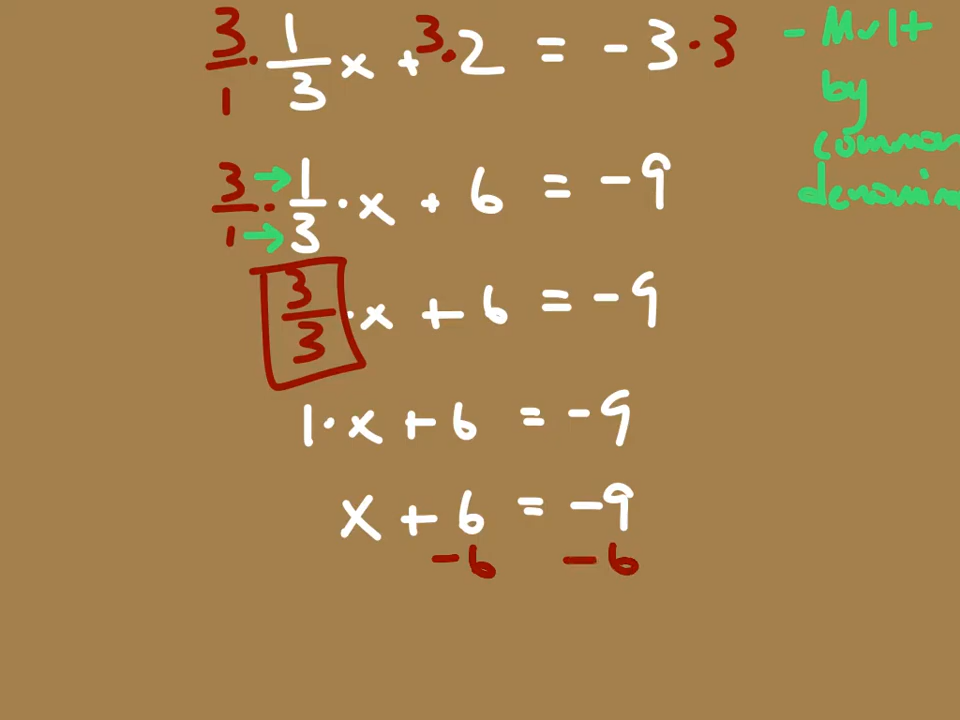 3/1 · 1/3 x + 3 · 2 = -3 · 3
- Mult
by
common
denomin
3/1 · 1/3 · x + 6 = -9
3/3 · x + 6 = -9
1 · x + 6 = -9
x + 6 = -9
-6 -6